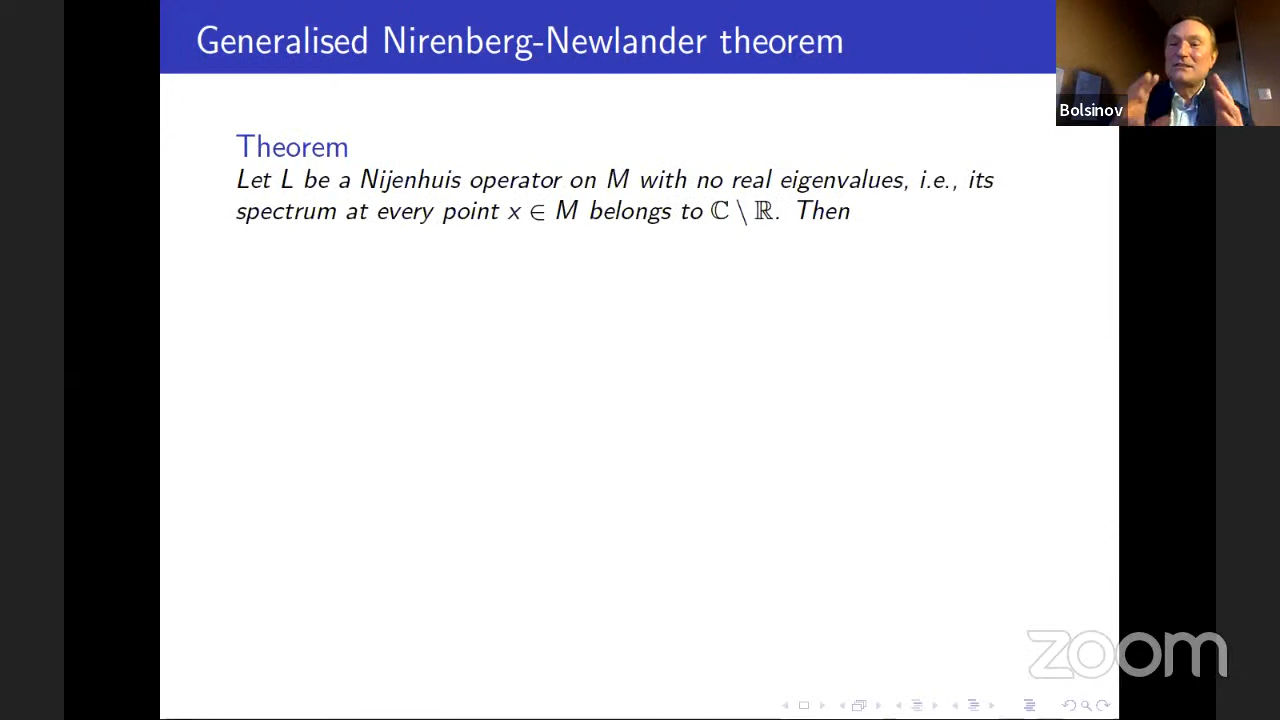 Generalised Nirenberg-Newlander theorem
Bolsinov
Theorem
Let L be a Nijenhuis operator on M with no real eigenvalues, i.e., its
spectrum at every point x ∈ M belongs to ℂ \ ℝ. Then
zoom